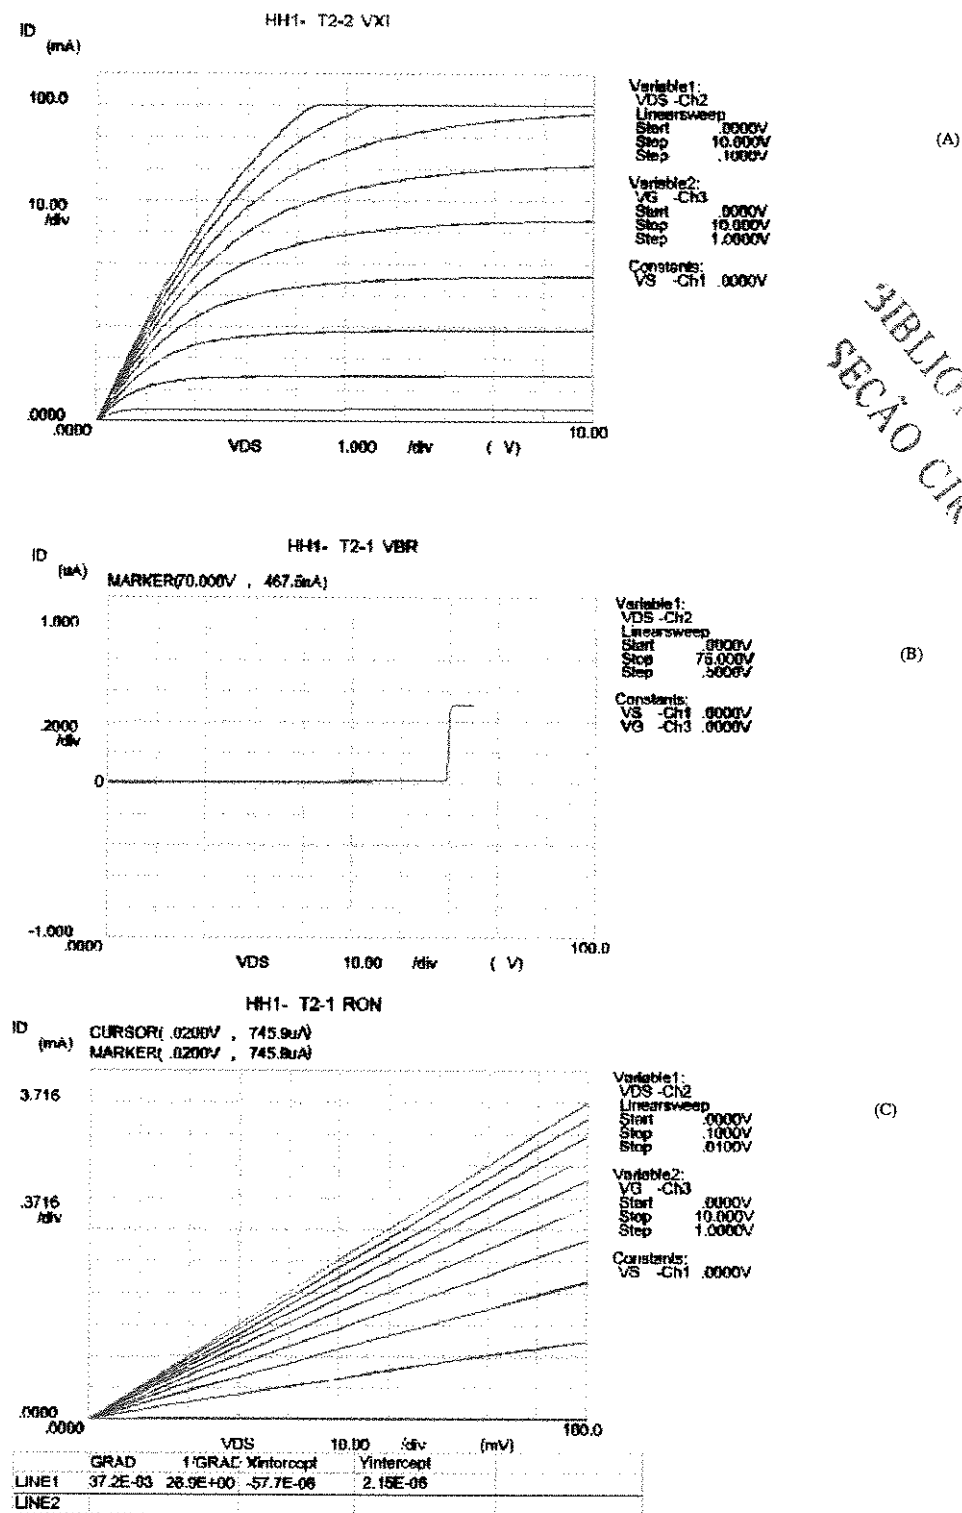 HH1- T2-2 VXI
ID
(mA)
100.0
10.00
/div
.0000
.0000
10.00
VDS 1.000 /div ( V)
Variable1:
VDS -Ch2
Linearsweep
Start .0000V
Stop 10.000V
Step .1000V
Variable2:
VG -Ch3
Start .0000V
Stop 10.000V
Step 1.0000V
Constants:
VS -Ch1 .0000V
(A)
SECÃO
HH1- T2-1 VBR
ID
(uA)
MARKER(70.000V , 467.5nA)
1.000
.2000
/div
0
-1.000
.0000
100.0
VDS 10.00 /div ( V)
Variable1:
VDS -Ch2
Linearsweep
Start .0000V
Stop 75.000V
Step .5000V
Constants:
VS -Ch1 .0000V
VG -Ch3 .0000V
(B)
HH1- T2-1 RON
ID
(mA)
CURSOR( .0200V , 745.9uA)
MARKER( .0200V , 745.9uA)
3.716
.3716
/div
.0000
.0000
100.0
VDS 10.00 /div (mV)
Variable1:
VDS -Ch2
Linearsweep
Start .0000V
Stop .1000V
Step .0100V
Variable2:
VG -Ch3
Start .0000V
Stop 10.000V
Step 1.0000V
Constants:
VS -Ch1 .0000V
(C)
GRAD 1/GRAD Xintercept Yintercept
LINE1 37.2E-03 26.9E+00 -57.7E-06 2.15E-06
LINE2